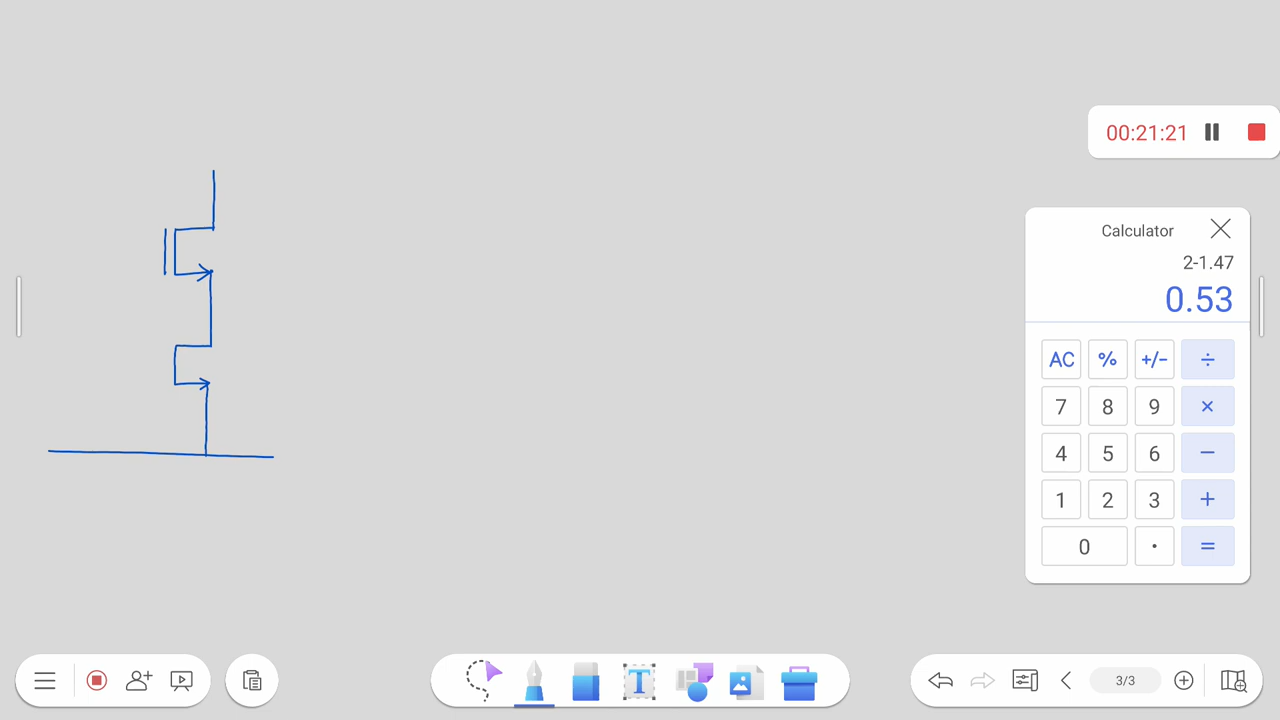 00:21:21
Calculator
2-1.47
0.53
AC % +/- ÷
7 8 9 ×
4 5 6 −
1 2 3 +
0 · =
T
3/3